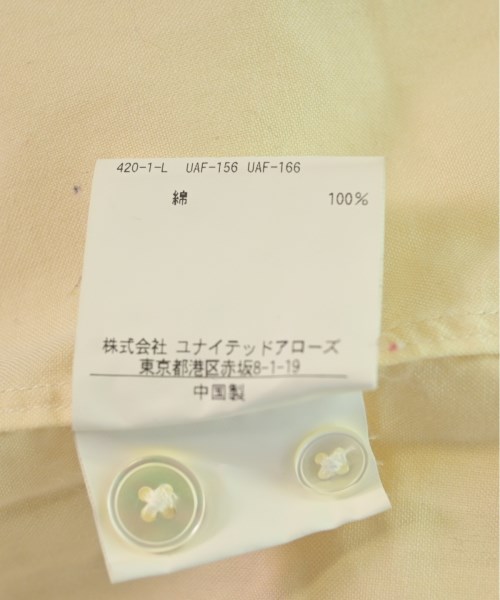 420-1-L UAF-156 UAF-166
綿 100%
株式会社 ユナイテッドアローズ
東京都港区赤坂8-1-19
中国製